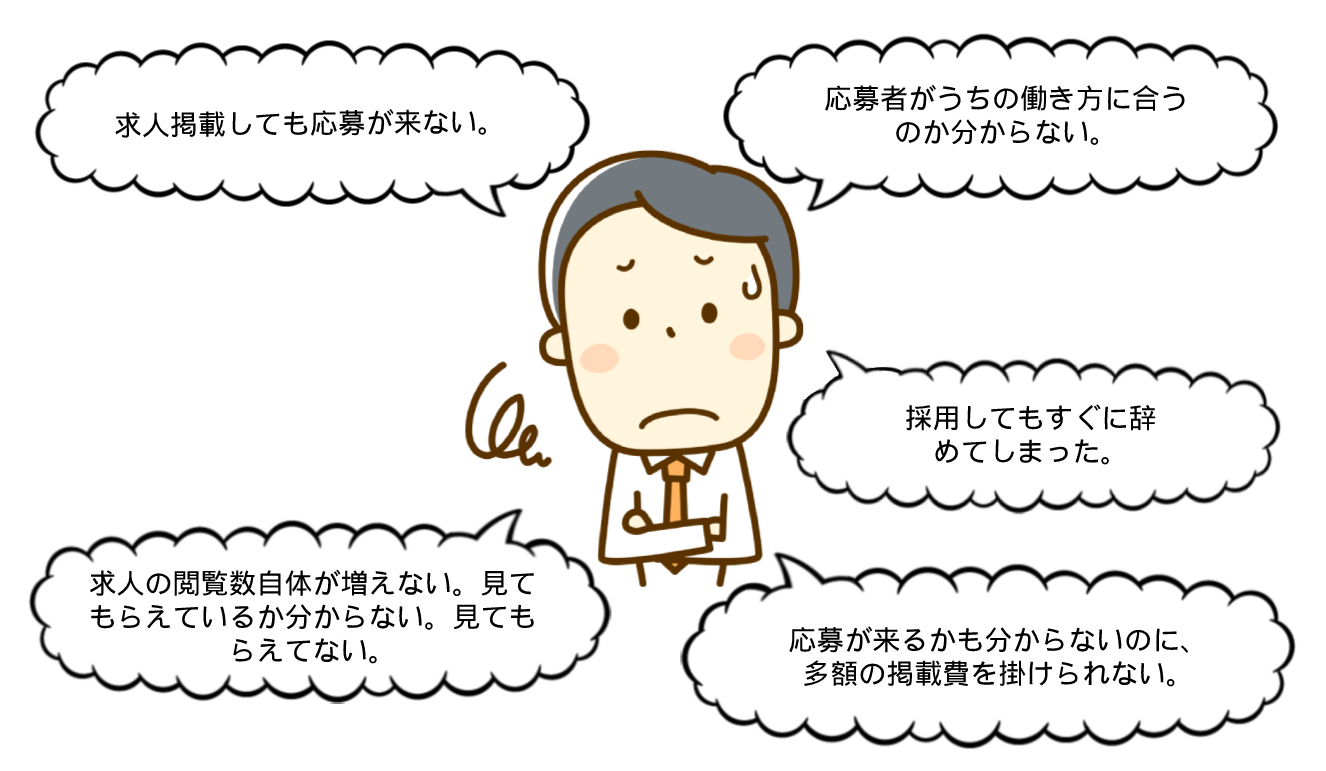 求人掲載しても応募が来ない。
応募者がうちの働き方に合う
のか分からない。
採用してもすぐに辞
めてしまった。
求人の閲覧数自体が増えない。見て
もらえているか分からない。見ても
らえてない。
応募が来るかも分からないのに、
多額の掲載費を掛けられない。